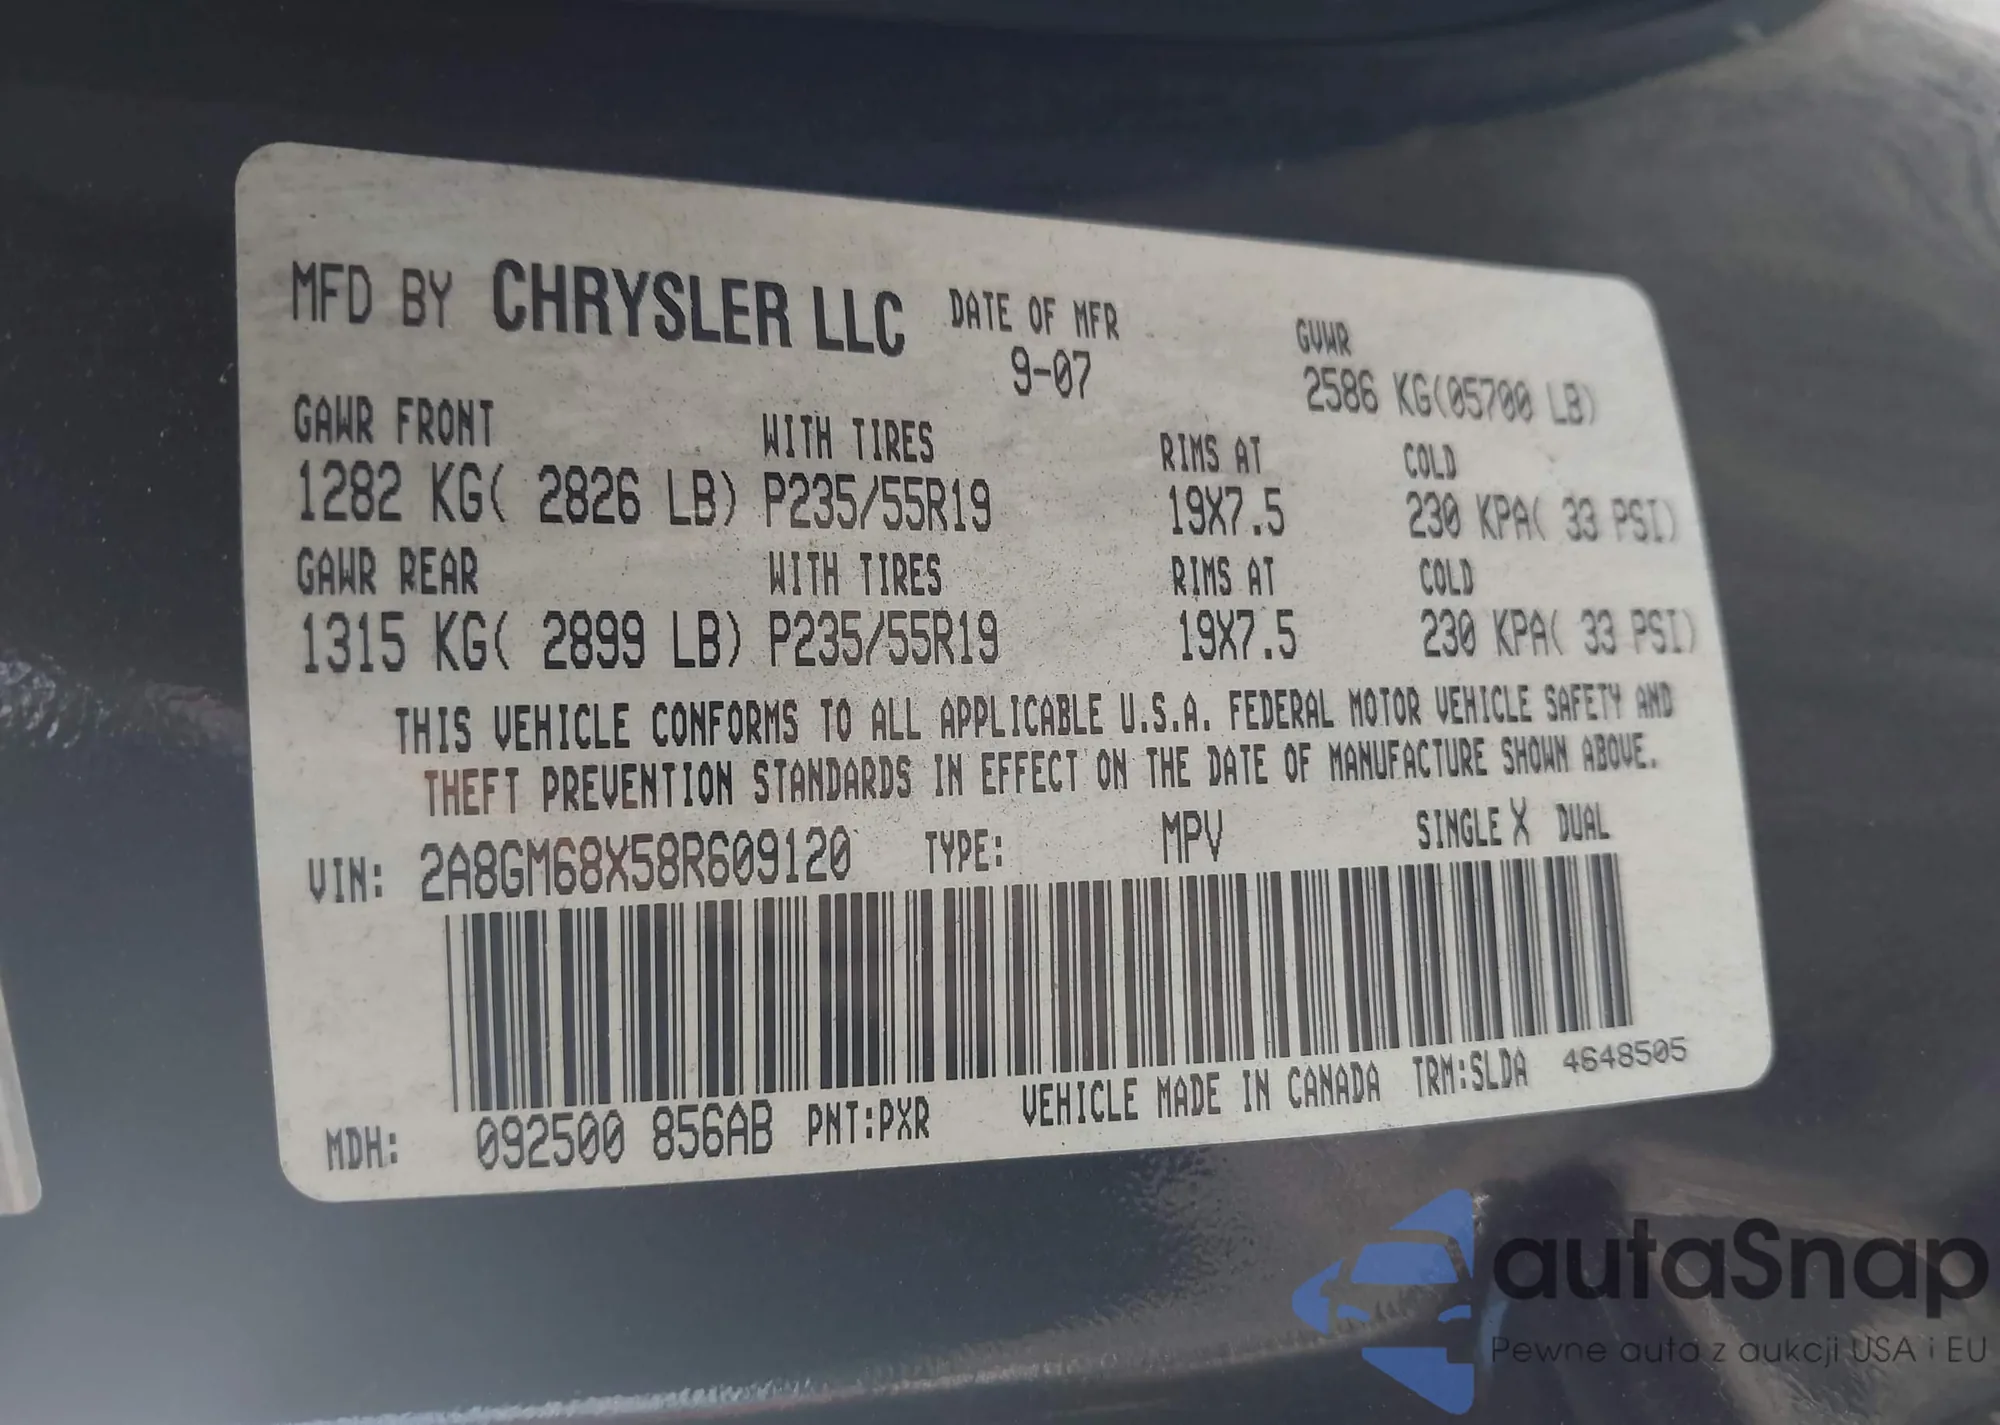 MFD BY CHRYSLER LLC DATE OF MFR GVWR
9-07 2586 KG(05700 LB)
GAWR FRONT WITH TIRES RIMS AT COLD
1282 KG( 2826 LB) P235/55R19 19X7.5 230 KPA( 33 PSI)
GAWR REAR WITH TIRES RIMS AT COLD
1315 KG( 2899 LB) P235/55R19 19X7.5 230 KPA( 33 PSI)
THIS VEHICLE CONFORMS TO ALL APPLICABLE U.S.A. FEDERAL MOTOR VEHICLE SAFETY AND
THEFT PREVENTION STANDARDS IN EFFECT ON THE DATE OF MANUFACTURE SHOWN ABOVE.
VIN: 2A8GM68X58R609120 TYPE: MPV SINGLE X DUAL
MDH: 092500 856AB PNT:PXR VEHICLE MADE IN CANADA TRM:SLDA 4648505
autaSnap
Pewne auta z aukcji USA i EU